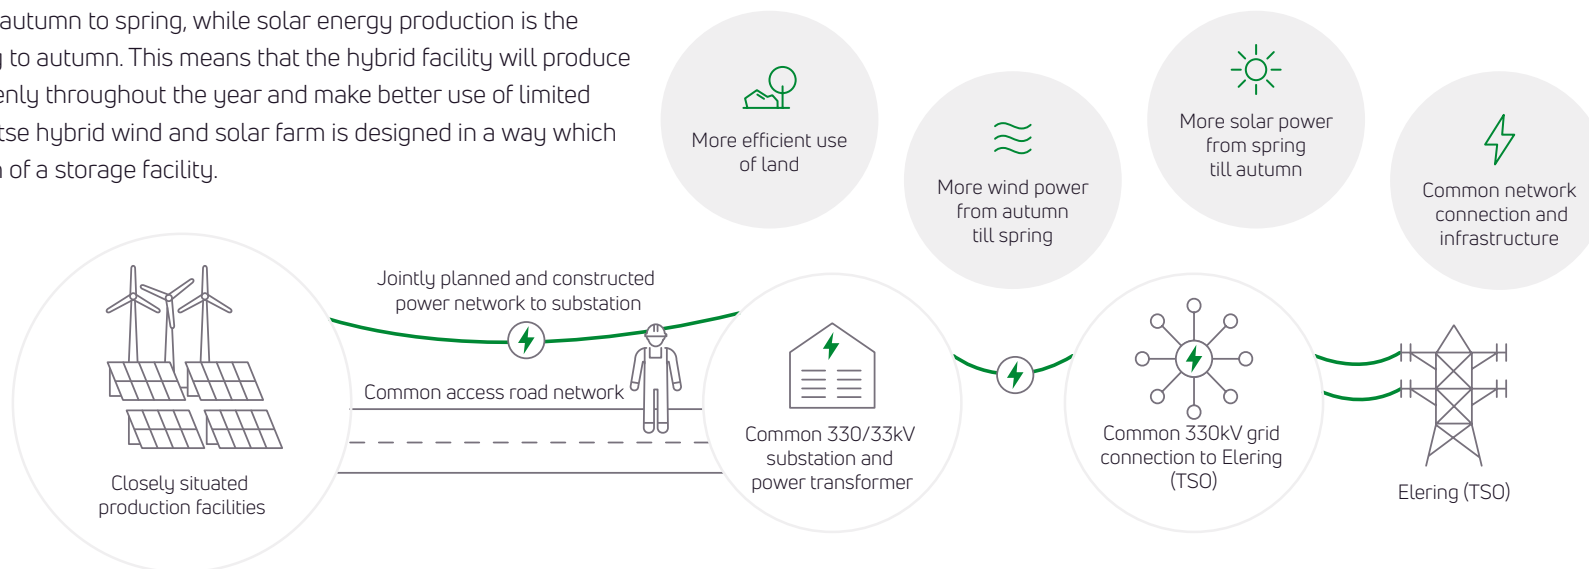 autumn to spring, while solar energy production is the
to autumn. This means that the hybrid facility will produce
throughout the year and make better use of limited
hybrid wind and solar farm is designed in a way which
of a storage facility.
More efficient use
of land
More wind power
from autumn
till spring
More solar power
from spring
till autumn
Common network
connection and
infrastructure
Jointly planned and constructed
power network to substation
Common access road network
Closely situated
production facilities
Common 330/33kV
substation and
power transformer
Common 330kV grid
connection to Elering
(TSO)
Elering (TSO)